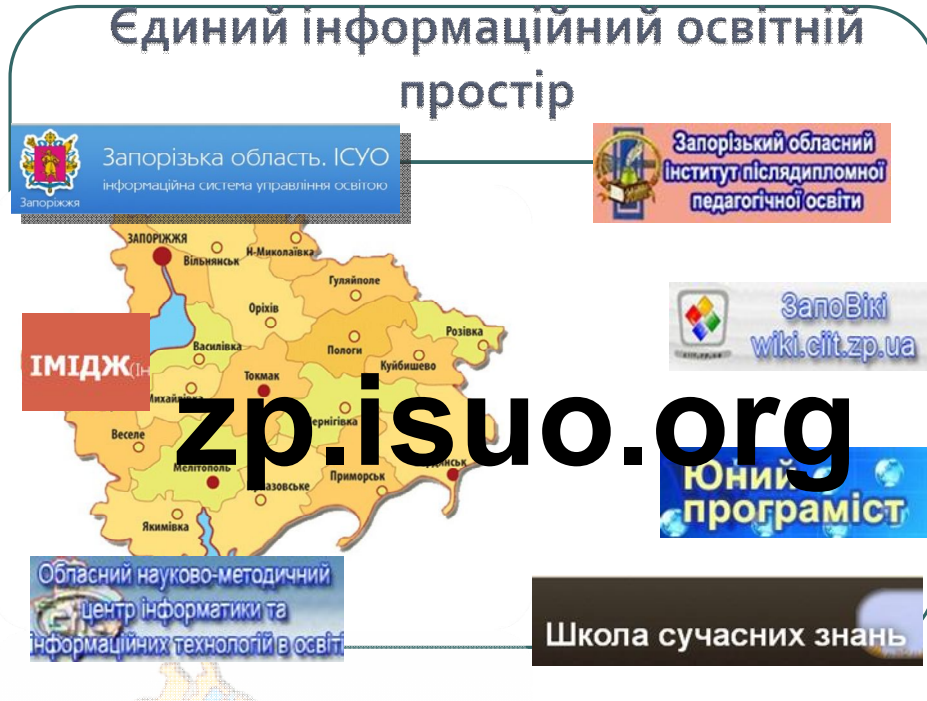 Єдиний інформаційний освітній
простір
Запорізька область. ІСУО
інформаційна система управління освітою
Запоріжжя
Запорізький обласний
інститут післядипломної
педагогічної освіти
ЗАПОРІЖЖЯ
Вільнянськ
Н-Миколаївка
Гуляйполе
Оріхів
Розівка
Василівка
Пологи
Куйбишево
Токмак
ІМІДЖ(Ін
ЗапоВікі
wiki.ciit.zp.ua
Михайлівка
zp.isuo.org
Веселе
Мелітополь
Приморськ
Якимівка
Юний
програміст
Обласний науково-методичний
центр інформатики та
інформаційних технологій в освіті
Школа сучасних знань